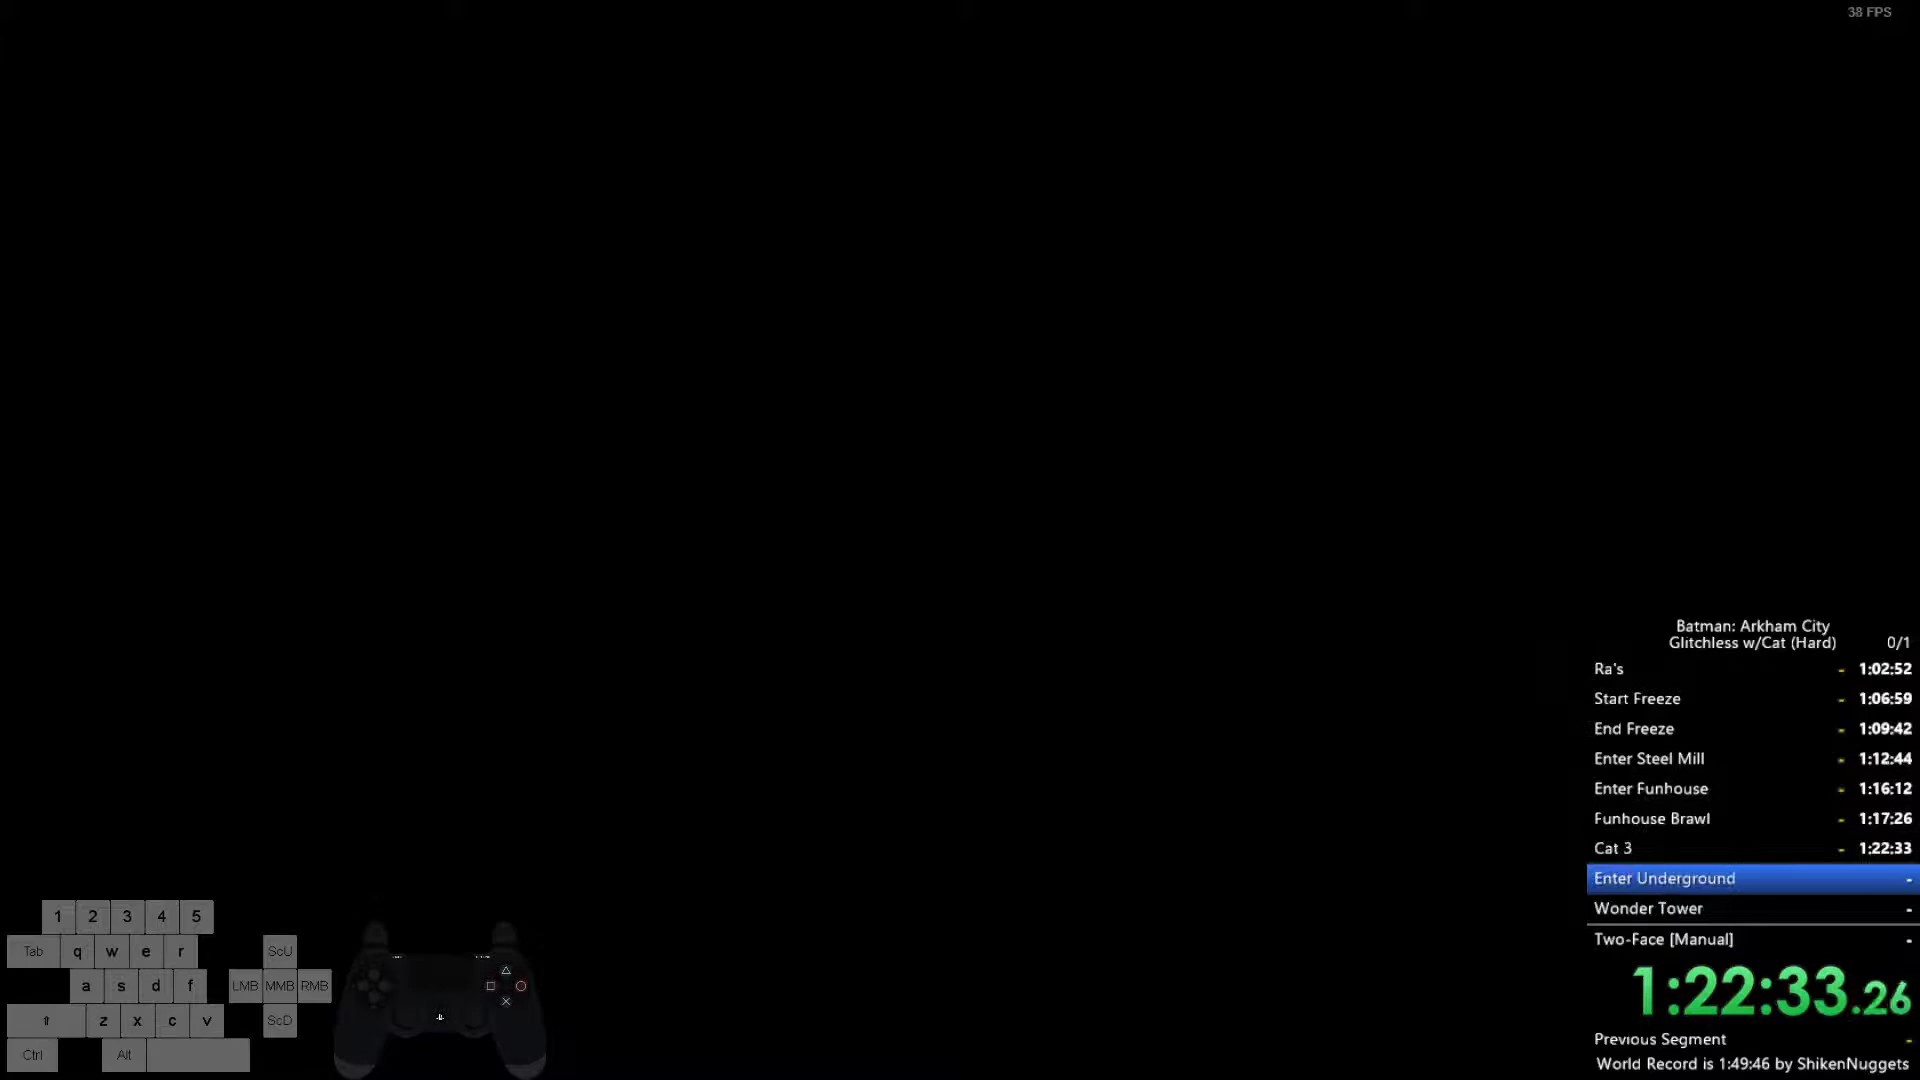 38 FPS
Batman: Arkham City
Glitchless w/Cat (Hard) 0/1
Ra's - 1:02:52
Start Freeze - 1:06:59
End Freeze - 1:09:42
Enter Steel Mill - 1:12:44
Enter Funhouse - 1:16:12
Funhouse Brawl - 1:17:26
Cat 3 - 1:22:33
Enter Underground -
Wonder Tower -
Two-Face [Manual] -
1:22:33.26
Previous Segment -
World Record is 1:49:46 by ShikenNuggets
1 2 3 4 5
Tab q w e r ScU
a s d f LMB MMB RMB
⇧ z x c v ScD
Ctrl Alt